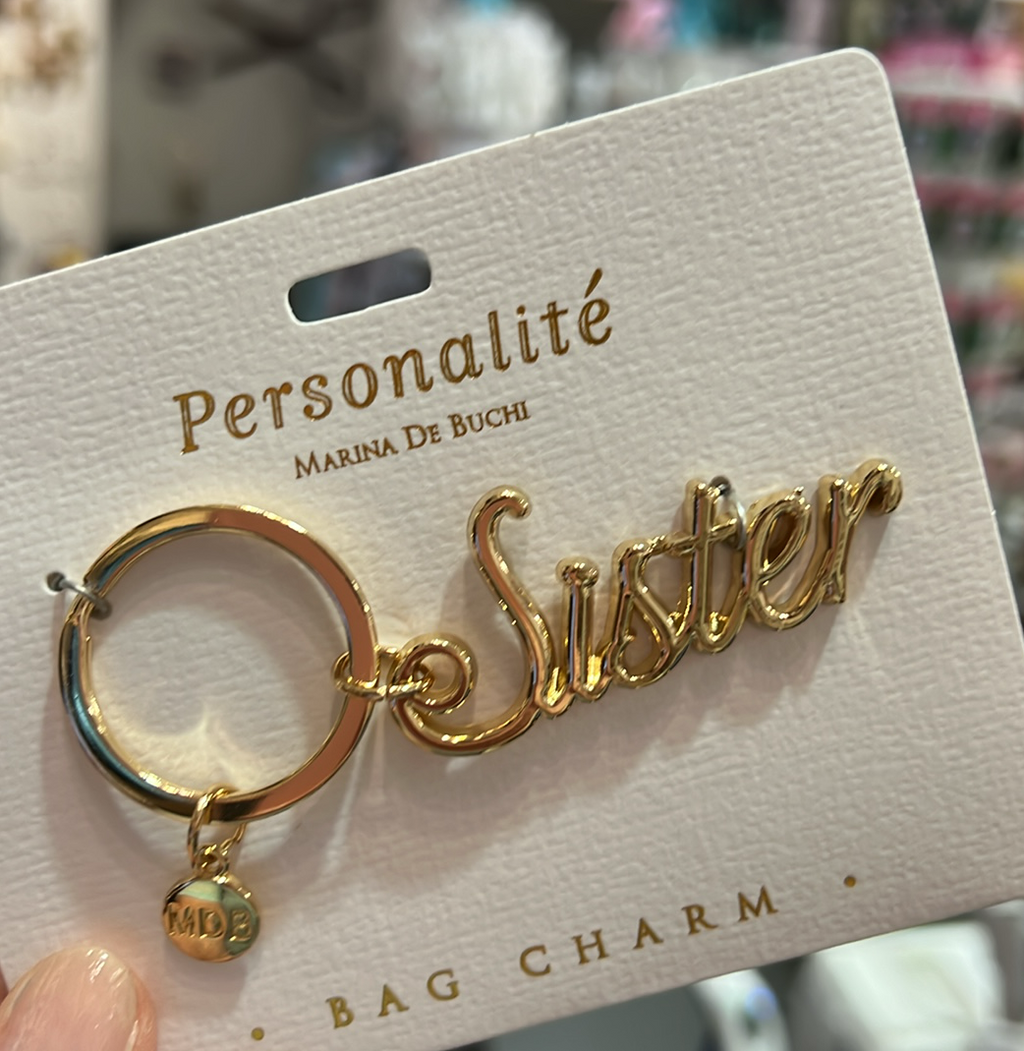 Personalité
MARINA DE BUCHI
Sister
MDB
• BAG CHARM •